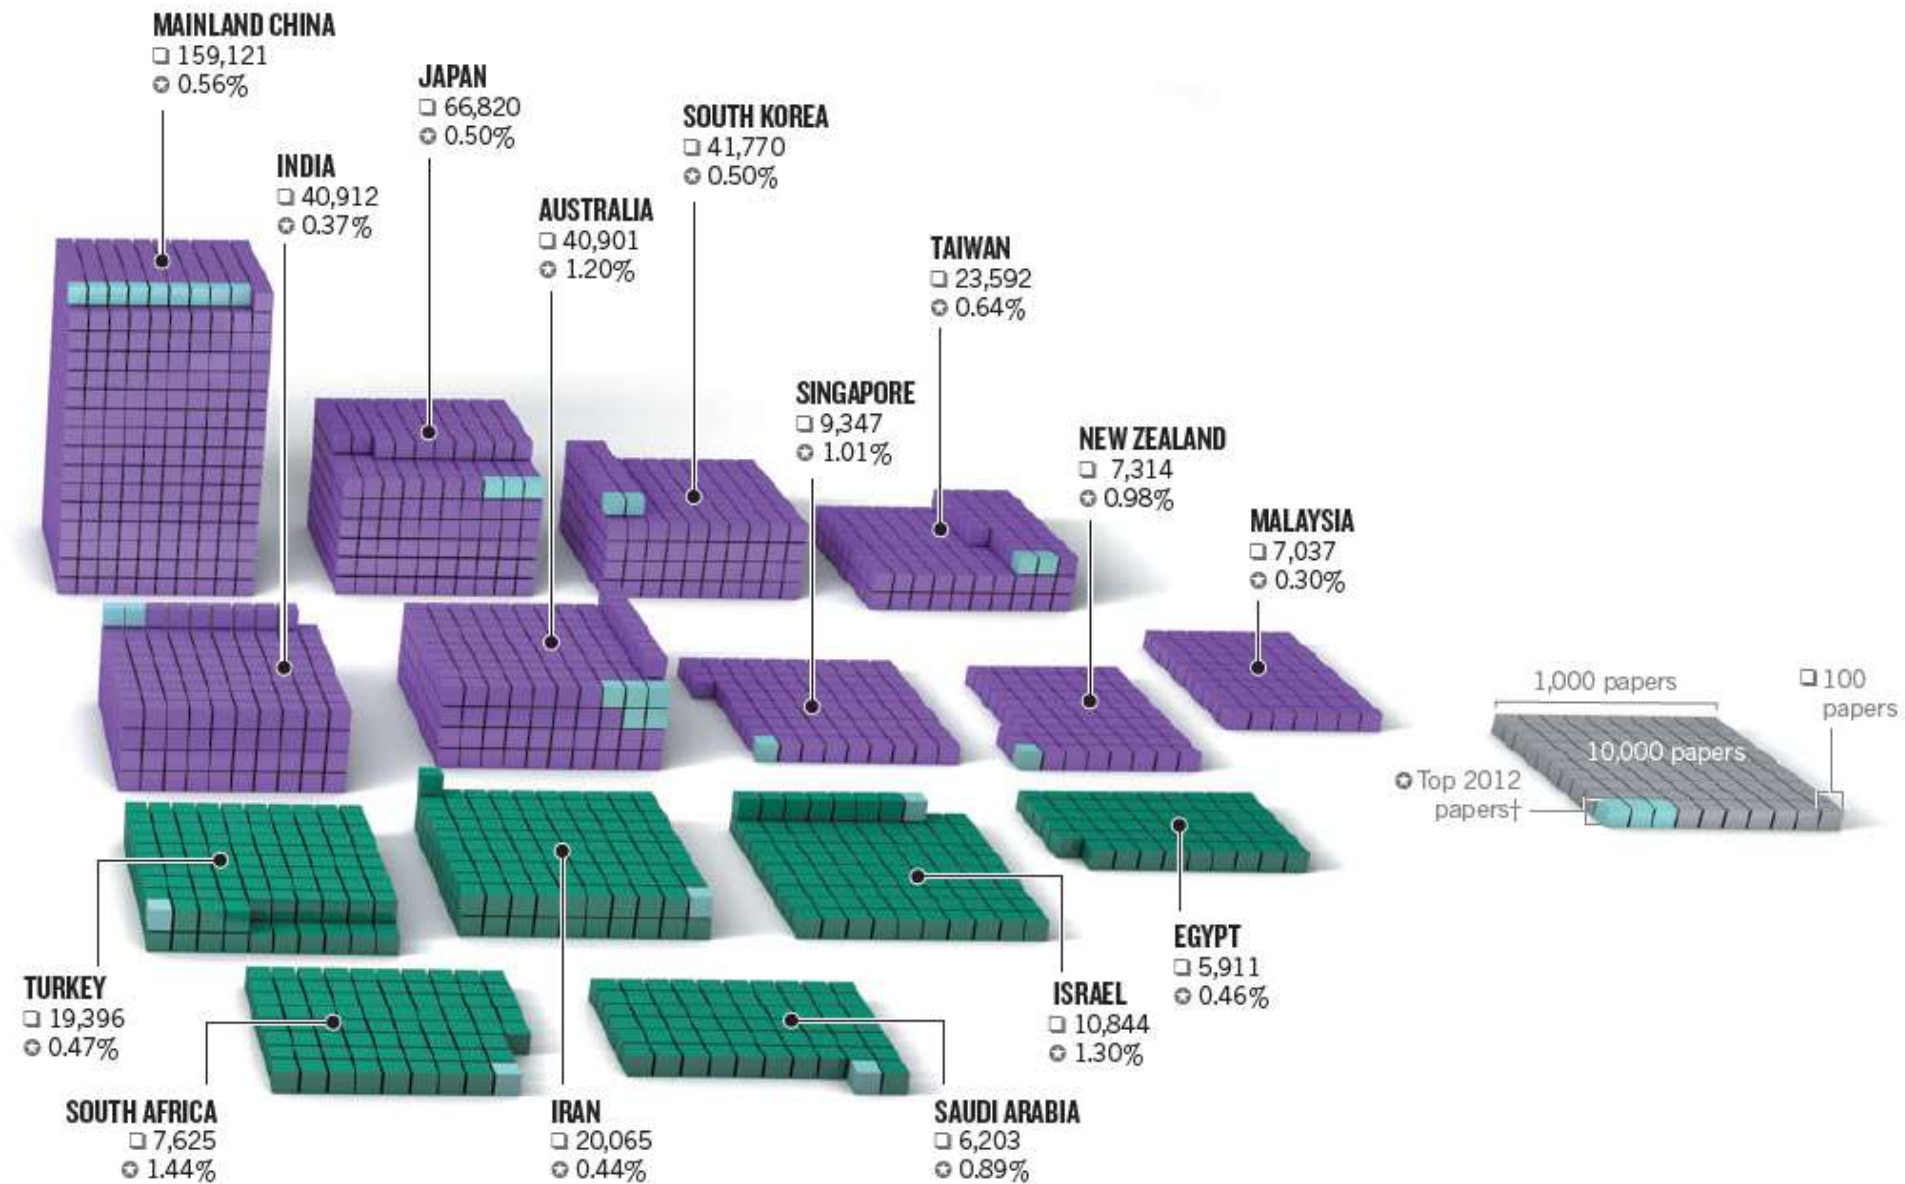 MAINLAND CHINA
159,121
0.56%
JAPAN
66,820
0.50%
SOUTH KOREA
41,770
0.50%
INDIA
40,912
0.37%
AUSTRALIA
40,901
1.20%
TAIWAN
23,592
0.64%
SINGAPORE
9,347
1.01%
NEW ZEALAND
7,314
0.98%
MALAYSIA
7,037
0.30%
1,000 papers
100
papers
10,000 papers
Top 2012
papers†
TURKEY
19,396
0.47%
SOUTH AFRICA
7,625
1.44%
IRAN
20,065
0.44%
SAUDI ARABIA
6,203
0.89%
ISRAEL
10,844
1.30%
EGYPT
5,911
0.46%